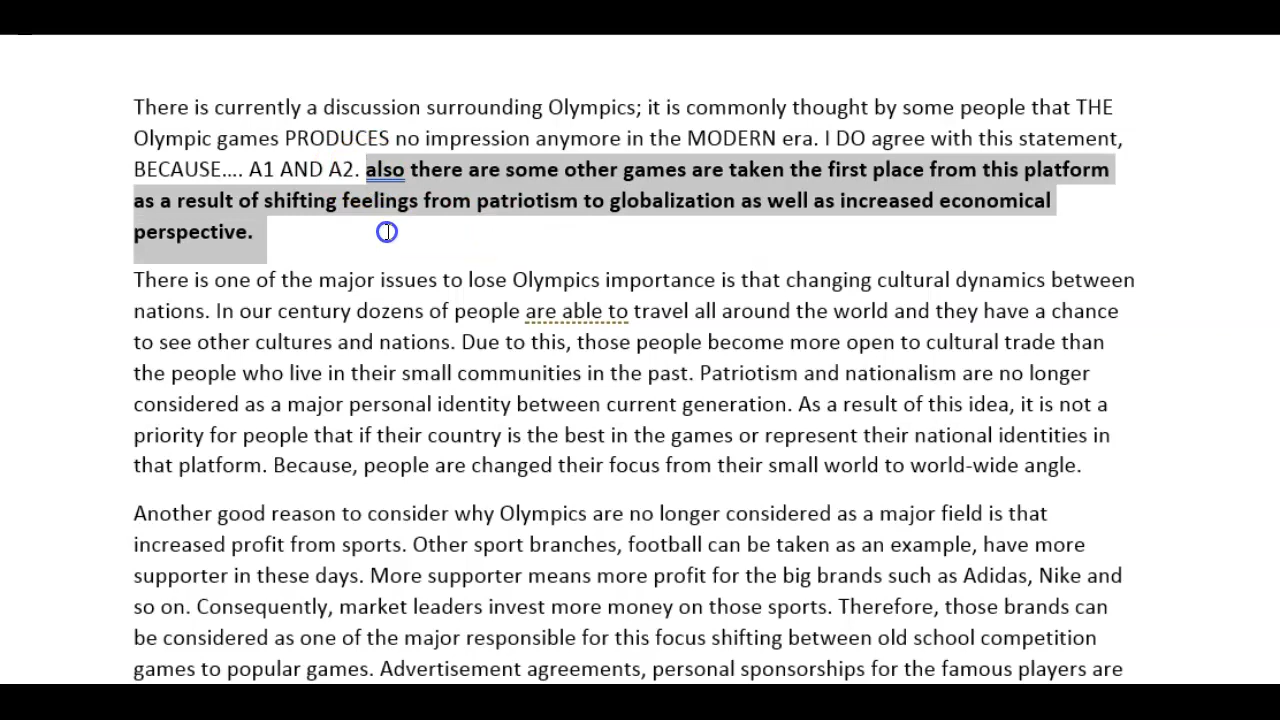 There is currently a discussion surrounding Olympics; it is commonly thought by some people that THE
Olympic games PRODUCES no impression anymore in the MODERN era. I DO agree with this statement,
BECAUSE.... A1 AND A2. also there are some other games are taken the first place from this platform
as a result of shifting feelings from patriotism to globalization as well as increased economical
perspective.
There is one of the major issues to lose Olympics importance is that changing cultural dynamics between
nations. In our century dozens of people are able to travel all around the world and they have a chance
to see other cultures and nations. Due to this, those people become more open to cultural trade than
the people who live in their small communities in the past. Patriotism and nationalism are no longer
considered as a major personal identity between current generation. As a result of this idea, it is not a
priority for people that if their country is the best in the games or represent their national identities in
that platform. Because, people are changed their focus from their small world to world-wide angle.
Another good reason to consider why Olympics are no longer considered as a major field is that
increased profit from sports. Other sport branches, football can be taken as an example, have more
supporter in these days. More supporter means more profit for the big brands such as Adidas, Nike and
so on. Consequently, market leaders invest more money on those sports. Therefore, those brands can
be considered as one of the major responsible for this focus shifting between old school competition
games to popular games. Advertisement agreements, personal sponsorships for the famous players are